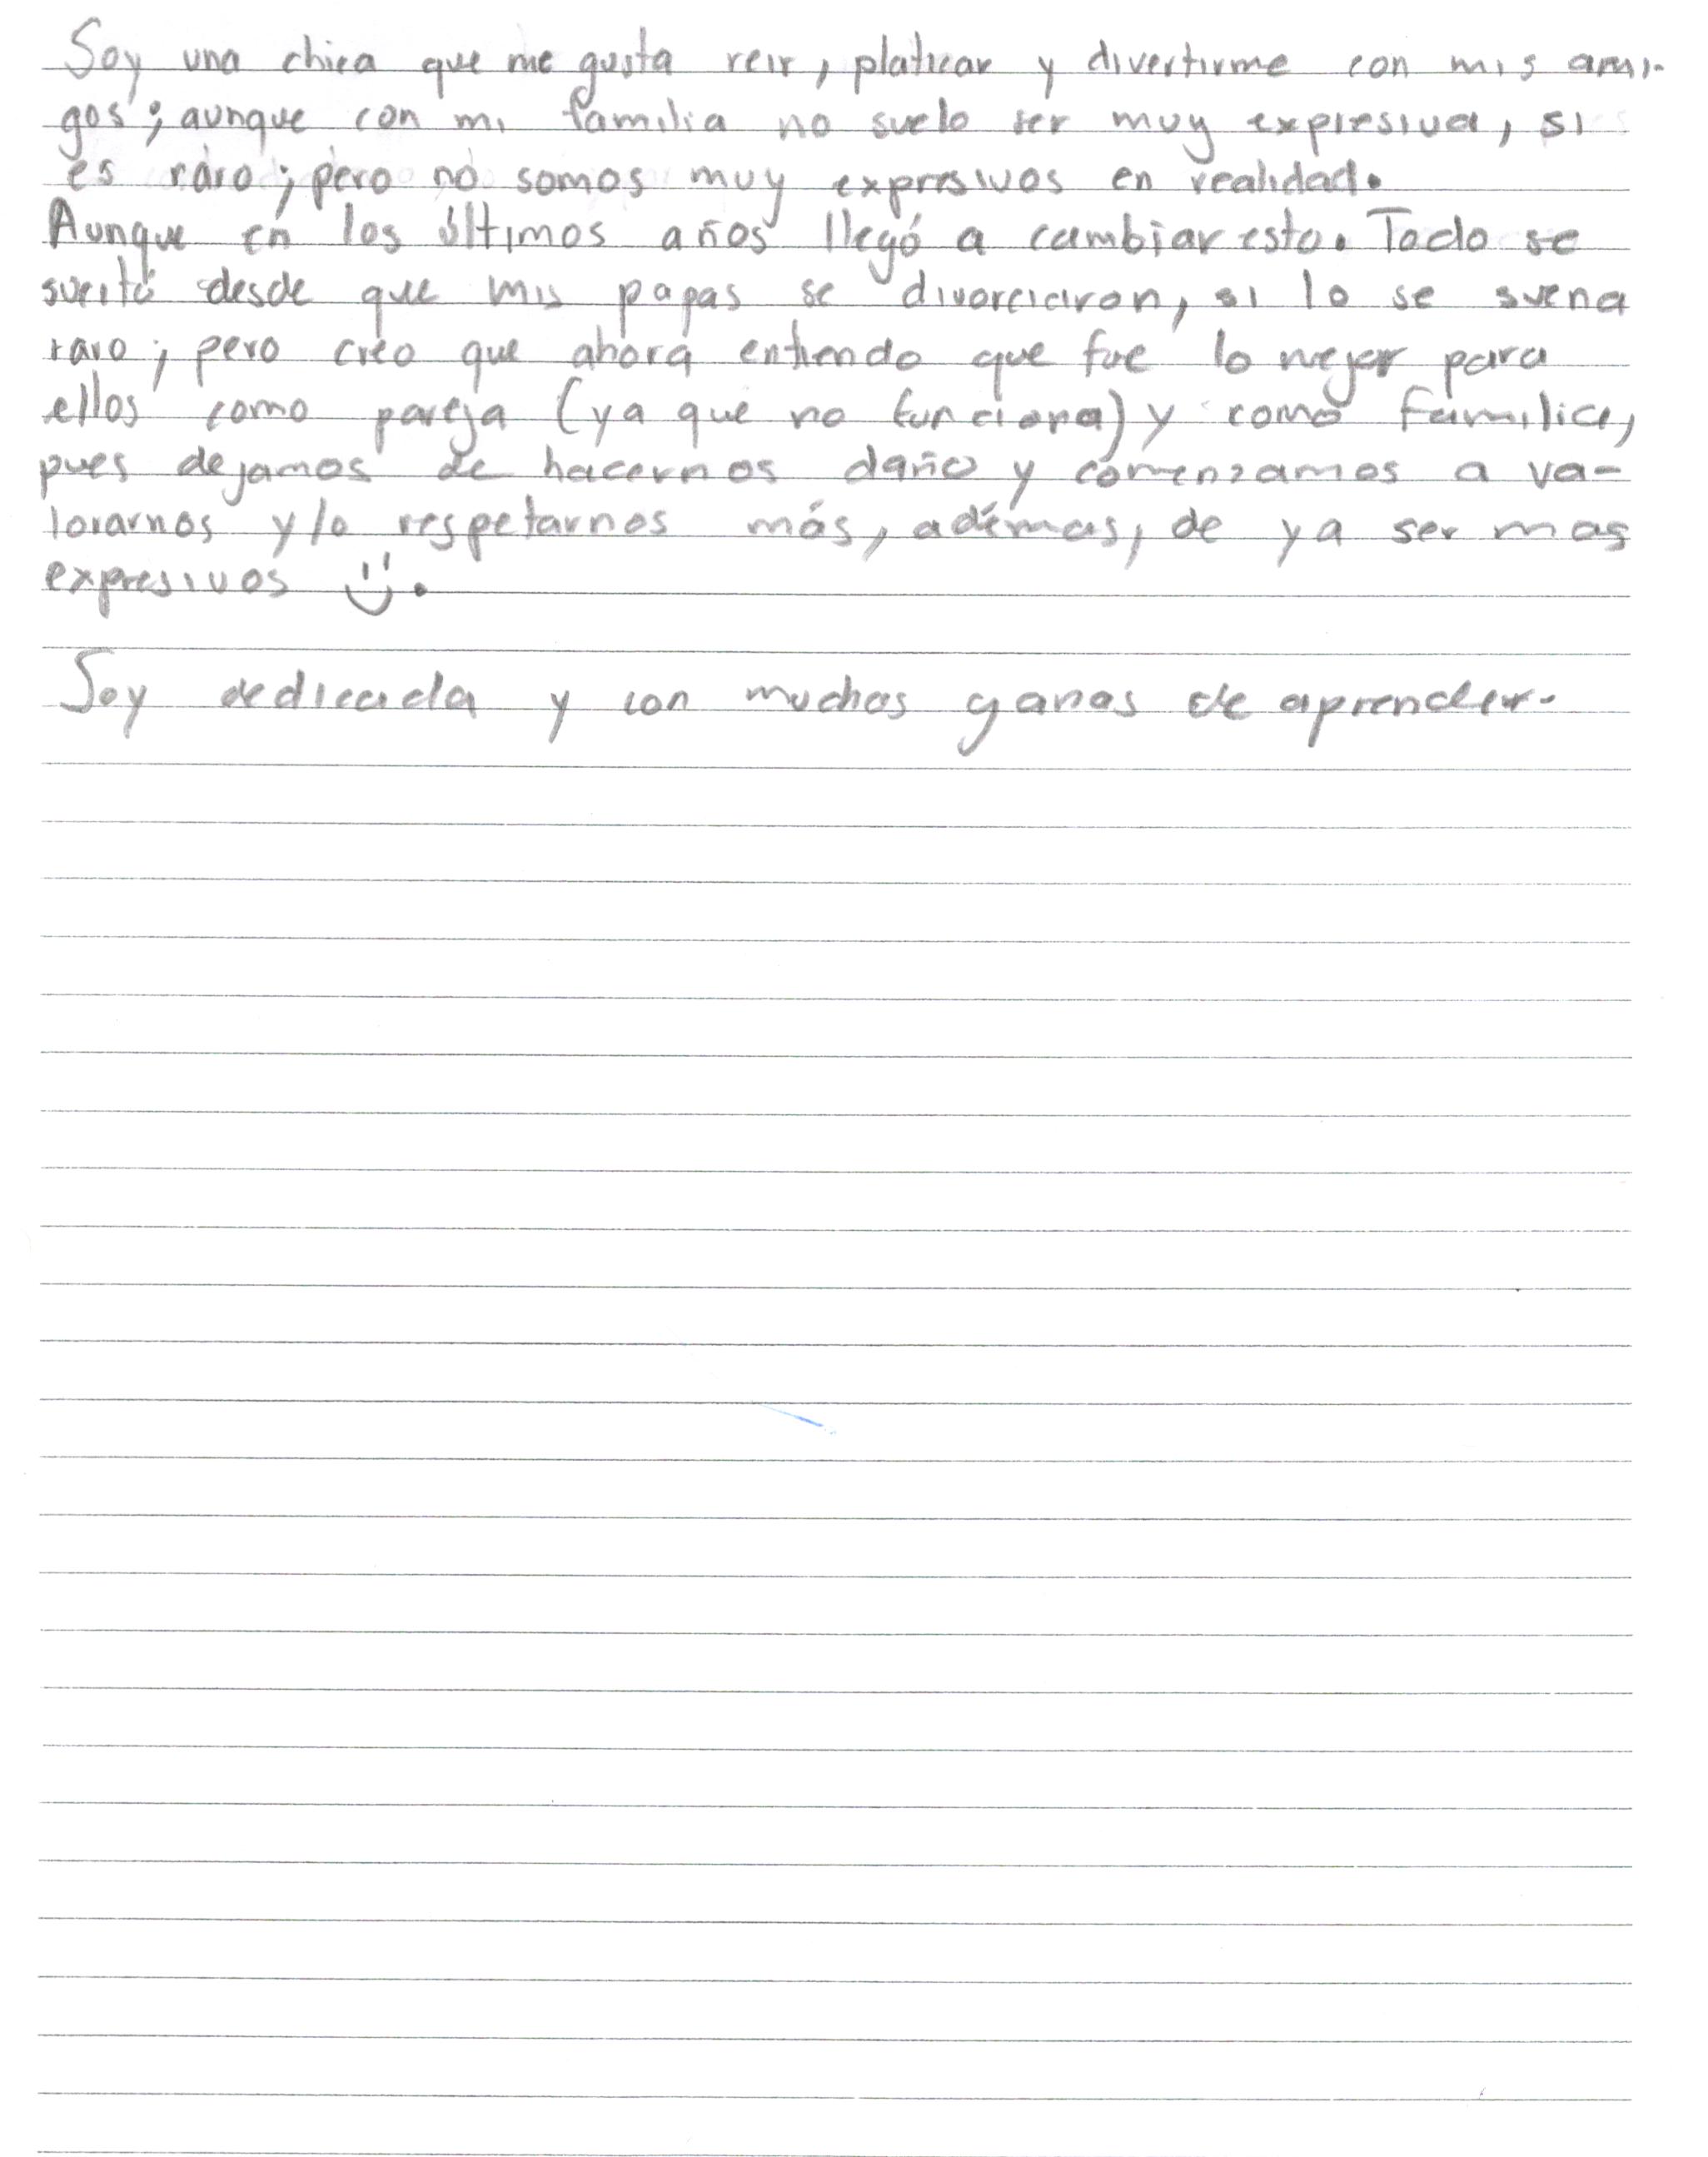 Soy una chica que me gusta reir, platicar y divertirme con mis ami-
gos; aunque con mi familia no suelo ser muy expresiva, si
es raro; pero no somos muy expresivos en realidad.
Aunque en los últimos años llegó a cambiar esto. Todo se
desde que mis papas se divorciaron, si lo se suena
raro; pero creo que ahora entiendo que fue lo mejor para
ellos como pareja (ya que no funciona) y como familia,
pues dejamos de hacernos daño y comenzamos a va-
lorarnos y/o respetarnos más, además, de ya ser mas
expresivos
Soy dedicada y con muchas ganas de aprender.